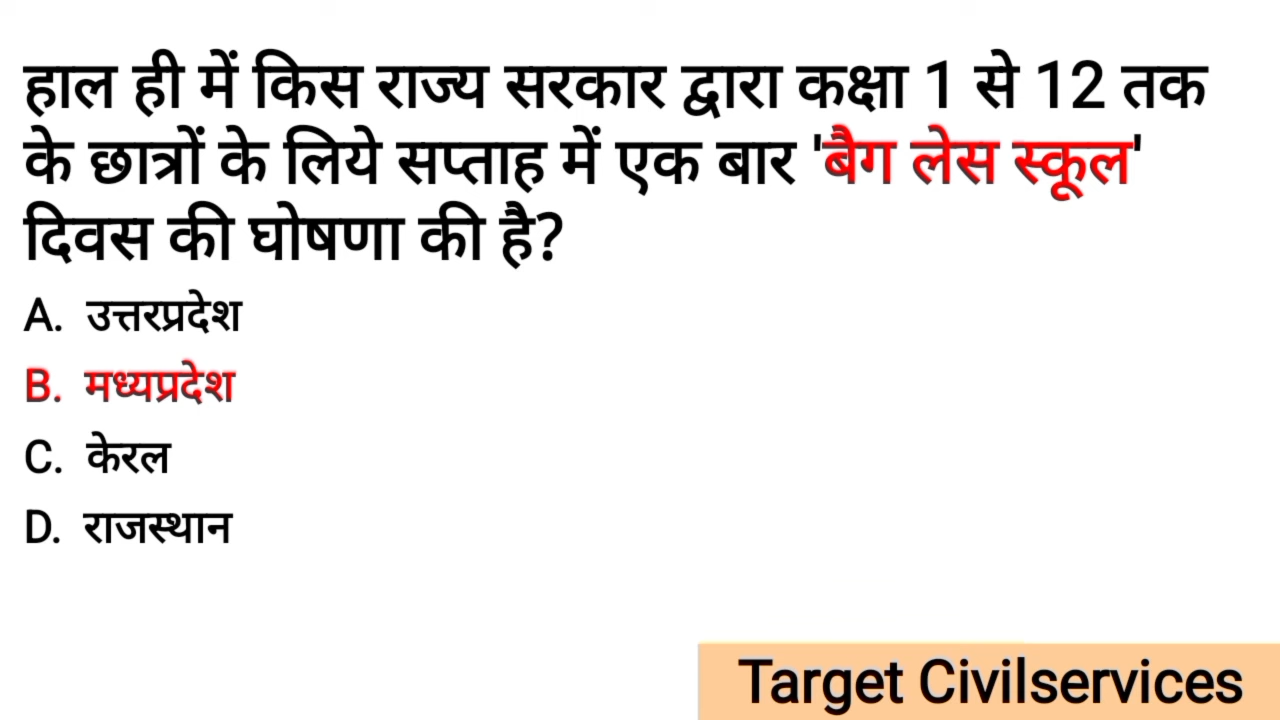 हाल ही में किस राज्य सरकार द्वारा कक्षा 1 से 12 तक
के छात्रों के लिये सप्ताह में एक बार 'बैग लेस स्कूल'
दिवस की घोषणा की है?
A. उत्तरप्रदेश
B. मध्यप्रदेश
C. केरल
D. राजस्थान
Target Civilservices